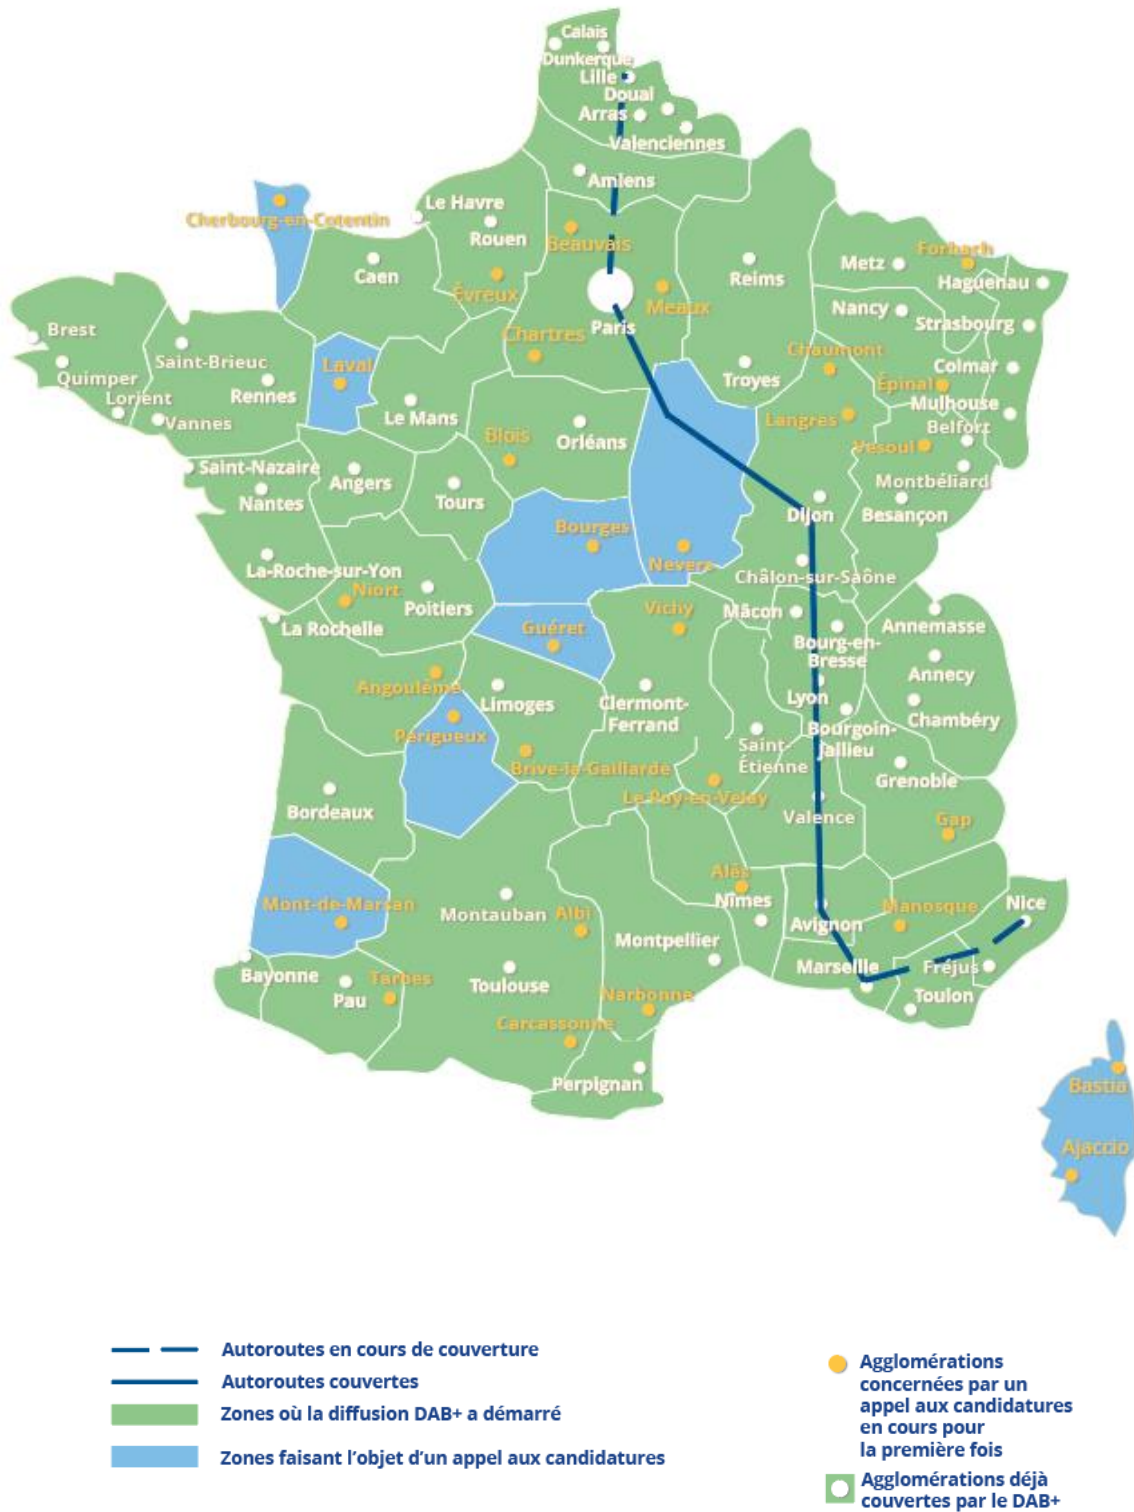 Calais
Dunkerque
Lille
Douai
Arras
Valenciennes
Amiens
Cherbourg-en-Cotentin
Le Havre
Rouen
Beauvais
Caen
Évreux
Meaux
Reims
Metz
Forbach
Haguenau
Nancy
Strasbourg
Paris
Chartres
Brest
Saint-Brieuc
Quimper
Rennes
Lorient
Vannes
Laval
Le Mans
Chaumont
Colmar
Troyes
Épinal
Mulhouse
Langres
Belfort
Blois
Orléans
Vesoul
Saint-Nazaire
Nantes
Angers
Tours
Montbéliard
Dijon
Besançon
Bourges
Nevers
La-Roche-sur-Yon
Châlon-sur-Saône
Niort
Poitiers
Vichy
Mâcon
Annemasse
La Rochelle
Guéret
Bourg-en-
Bresse
Annecy
Angoulême
Limoges
Clermont-
Ferrand
Lyon
Chambéry
Périgueux
Bourgoin-
Jallieu
Saint-
Étienne
Brive-la-Gaillarde
Grenoble
Le Puy-en-Velay
Bordeaux
Valence
Gap
Alès
Mont-de-Marsan
Montauban
Albi
Nîmes
Avignon
Manosque
Nice
Montpellier
Bayonne
Pau
Tarbes
Toulouse
Marseille
Fréjus
Toulon
Narbonne
Carcassonne
Perpignan
Bastia
Ajaccio
Autoroutes en cours de couverture
Autoroutes couvertes
Zones où la diffusion DAB+ a démarré
Zones faisant l'objet d'un appel aux candidatures
Agglomérations
concernées par un
appel aux candidatures
en cours pour
la première fois
Agglomérations déjà
couvertes par le DAB+